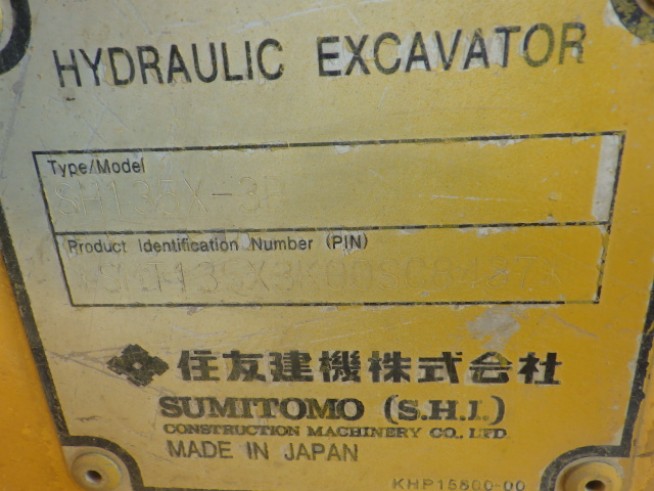 HYDRAULIC EXCAVATOR
Type/Model
Product Identification Number (PIN)
住友建機株式会社
SUMITOMO (S.H.I.)
CONSTRUCTION MACHINERY CO., LTD.
MADE IN JAPAN
KHP15500-00